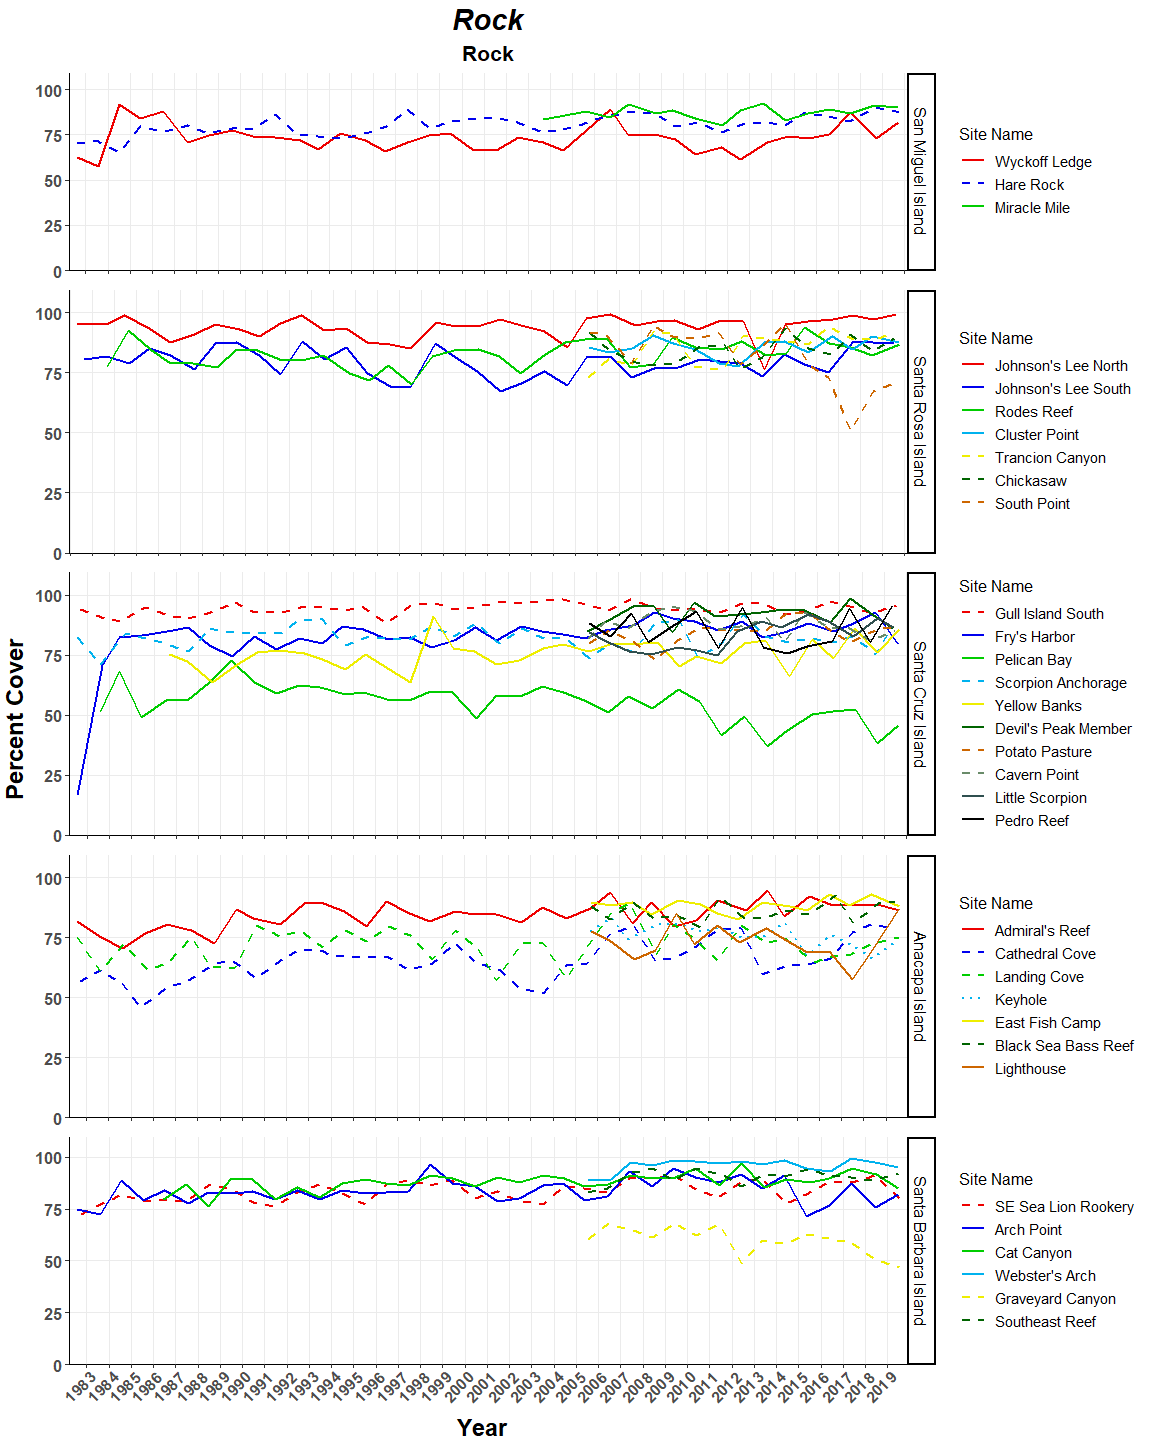 Rock
Rock
Percent Cover
100
75
50
25
0
San Miguel Island
Site Name
Wyckoff Ledge
Hare Rock
Miracle Mile
100
75
50
25
0
Santa Rosa Island
Site Name
Johnson's Lee North
Johnson's Lee South
Rodes Reef
Cluster Point
Trancion Canyon
Chickasaw
South Point
100
75
50
25
0
Santa Cruz Island
Site Name
Gull Island South
Fry's Harbor
Pelican Bay
Scorpion Anchorage
Yellow Banks
Devil's Peak Member
Potato Pasture
Cavern Point
Little Scorpion
Pedro Reef
100
75
50
25
0
Anacapa Island
Site Name
Admiral's Reef
Cathedral Cove
Landing Cove
Keyhole
East Fish Camp
Black Sea Bass Reef
Lighthouse
100
75
50
25
0
Santa Barbara Island
Site Name
SE Sea Lion Rookery
Arch Point
Cat Canyon
Webster's Arch
Graveyard Canyon
Southeast Reef
1983 1984 1985 1986 1987 1988 1989 1990 1991 1992 1993 1994 1995 1996 1997 1998 1999 2000 2001 2002 2003 2004 2005 2006 2007 2008 2009 2010 2011 2012 2013 2014 2015 2016 2017 2018 2019
Year